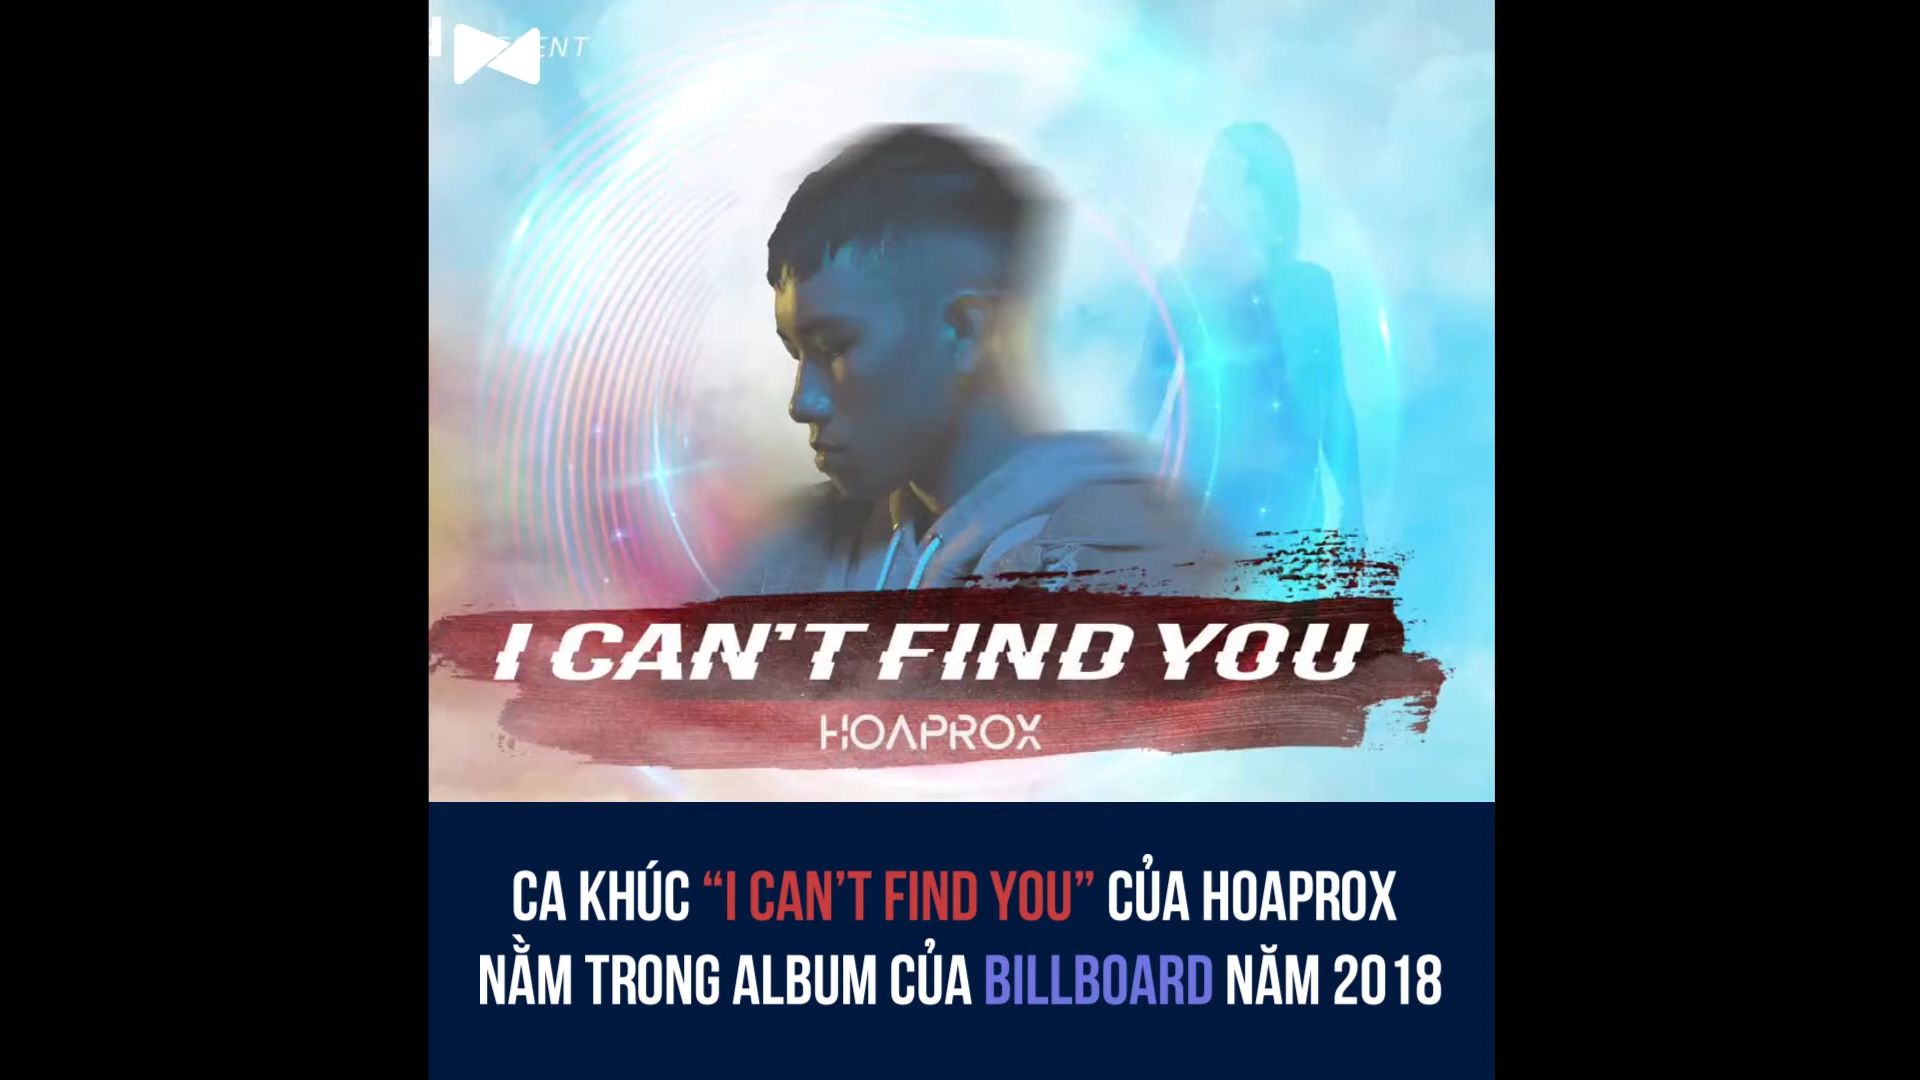 I CAN'T FIND YOU
HOAPROX
CA KHÚC “I CAN’T FIND YOU” CỦA HOAPROX
NẰM TRONG ALBUM CỦA BILLBOARD NĂM 2018